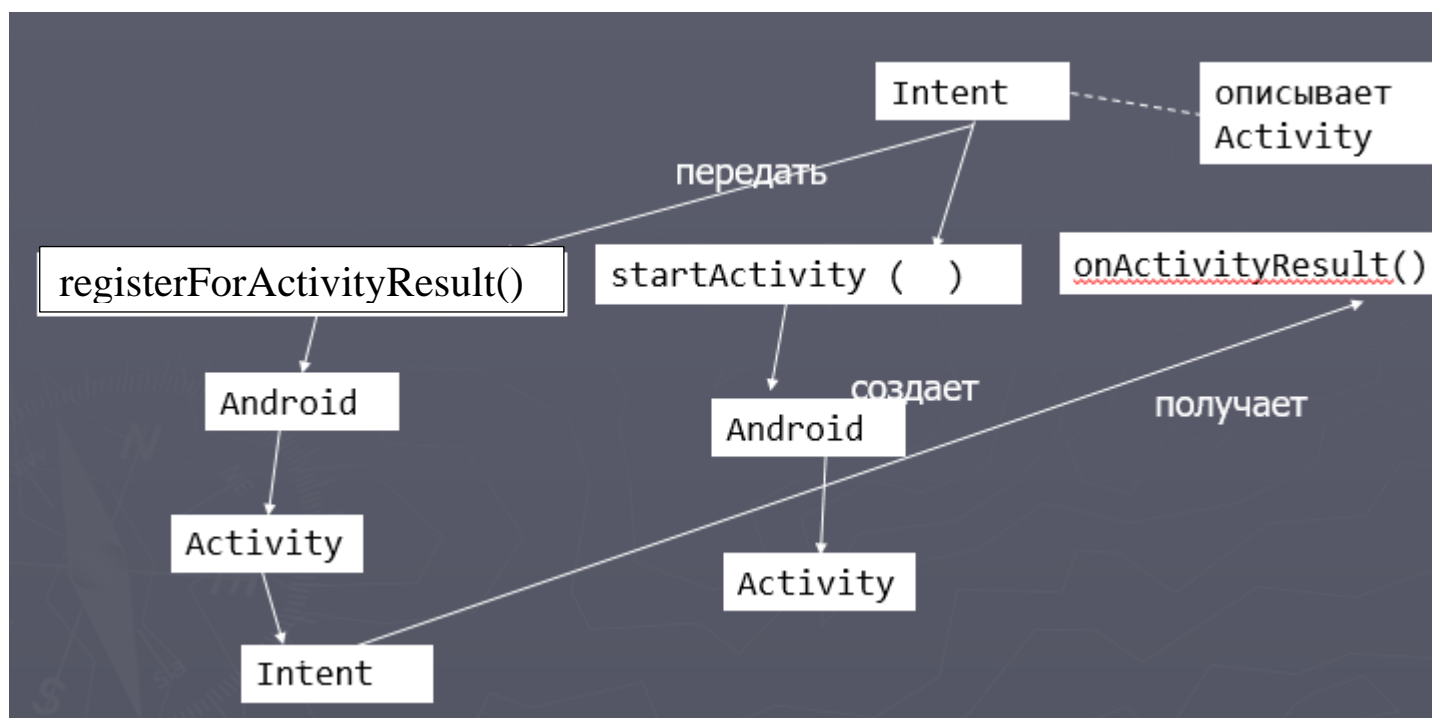 Intent
описывает
Activity
передать
registerForActivityResult()
startActivity (  )
onActivityResult()
Android
создает
получает
Android
Activity
Activity
Intent
N
S